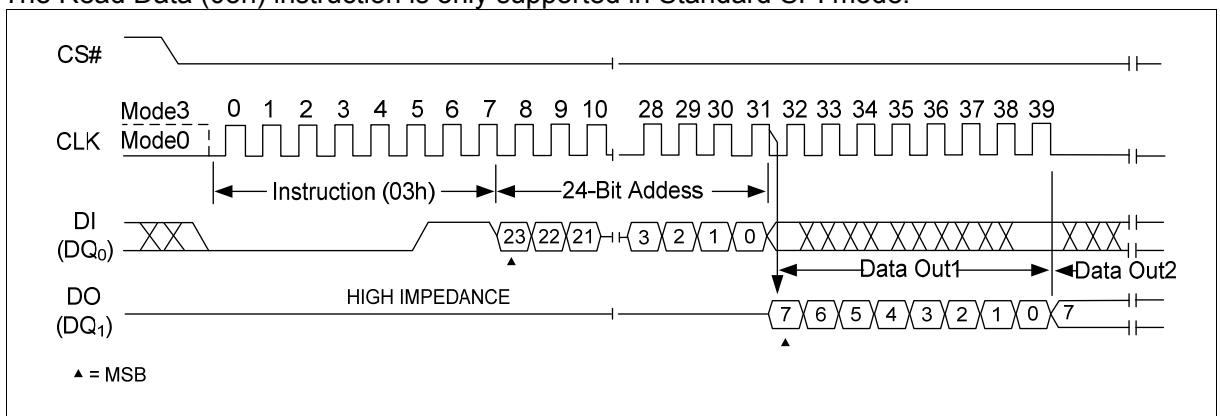 The Read Data (03h) instruction is only supported in Standard SPI mode.
CS#
Mode3 0 1 2 3 4 5 6 7 8 9 10 28 29 30 31 32 33 34 35 36 37 38 39
CLK Mode0
Instruction (03h) 24-Bit Addess
DI
(DQ0)
23 22 21 3 2 1 0
Data Out1 Data Out2
DO
(DQ1)
HIGH IMPEDANCE
7 6 5 4 3 2 1 0 7
▲ = MSB